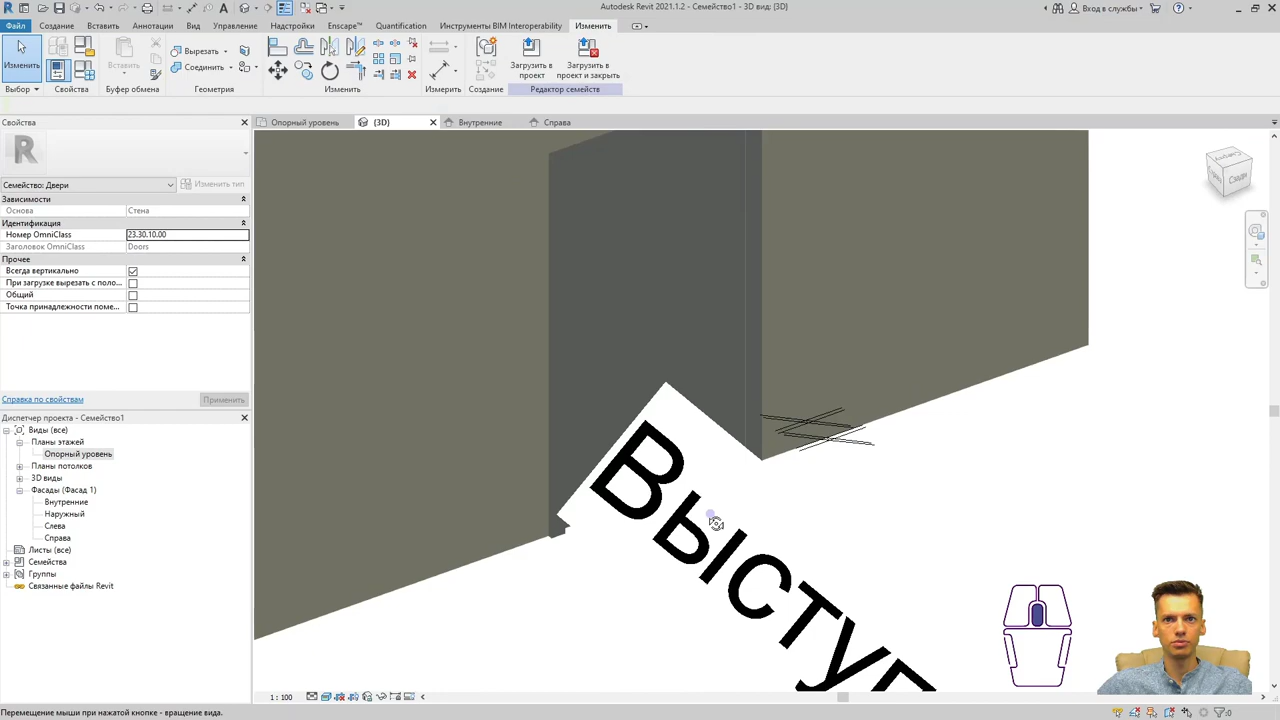 Autodesk Revit 2021.1.2 - Семейство1 - 3D вид: {3D}
Вход в службы
Файл Создание Вставить Аннотации Вид Управление Надстройки Enscape™ Quantification Инструменты BIM Interoperability Изменить
Изменить
Вставить
Вырезать
Соединить
Загрузить в проект
Загрузить в проект и закрыть
Выбор Свойства Буфер обмена Геометрия Изменить Измерить Создание Редактор семейств
Свойства
Опорный уровень {3D} Внутренние Справа
R
Семейство: Двери Изменить тип
Зависимости
Основа Стена
Идентификация
Номер OmniClass 23.30.10.00
Заголовок OmniClass Doors
Прочее
Всегда вертикально
При загрузке вырезать с поло...
Общий
Точка принадлежности поме...
Справка по свойствам Применить
Диспетчер проекта - Семейство1
Виды (все)
Планы этажей
Опорный уровень
Планы потолков
3D виды
Фасады (Фасад 1)
Внутренние
Наружный
Слева
Справа
Листы (все)
Семейства
Группы
Связанные файлы Revit
Выступ
1 : 100
Перемещение мыши при нажатой кнопке - вращение вида.
:0